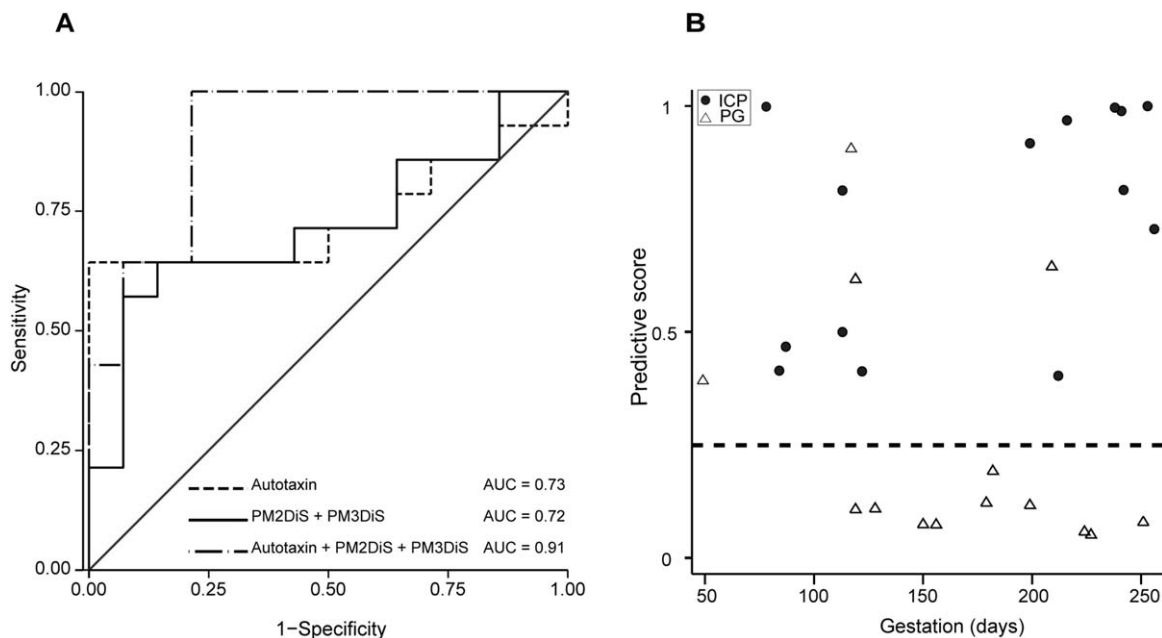 A
1.00
0.75
0.50
0.25
0.00
Sensitivity
Autotaxin AUC = 0.73
PM2DiS + PM3DiS AUC = 0.72
Autotaxin + PM2DiS + PM3DiS AUC = 0.91
0.00 0.25 0.50 0.75 1.00
1−Specificity
B
ICP
PG
1
0.5
0
Predictive score
50 100 150 200 250
Gestation (days)